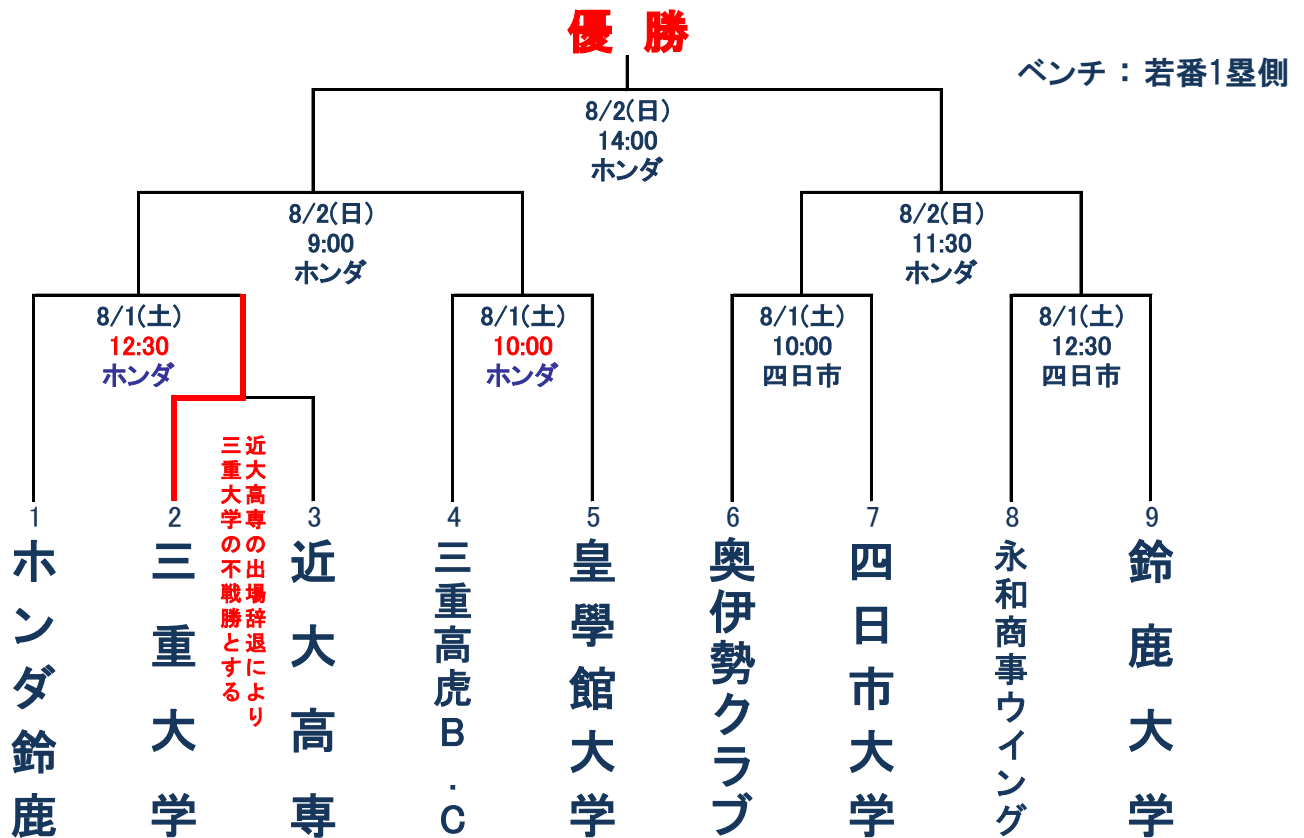 優 勝
ベンチ : 若番1塁側
8/2(日)
14:00
ホンダ
8/2(日)
9:00
ホンダ
8/2(日)
11:30
ホンダ
8/1(土)
12:30
ホンダ
8/1(土)
10:00
ホンダ
8/1(土)
10:00
四日市
8/1(土)
12:30
四日市
近大高専の出場辞退により
三重大学の不戦勝とする
1
ホンダ鈴鹿
2
三重大学
3
近大高専
4
三重高虎B.C
5
皇學館大学
6
奥伊勢クラブ
7
四日市大学
8
永和商事ウイング
9
鈴鹿大学